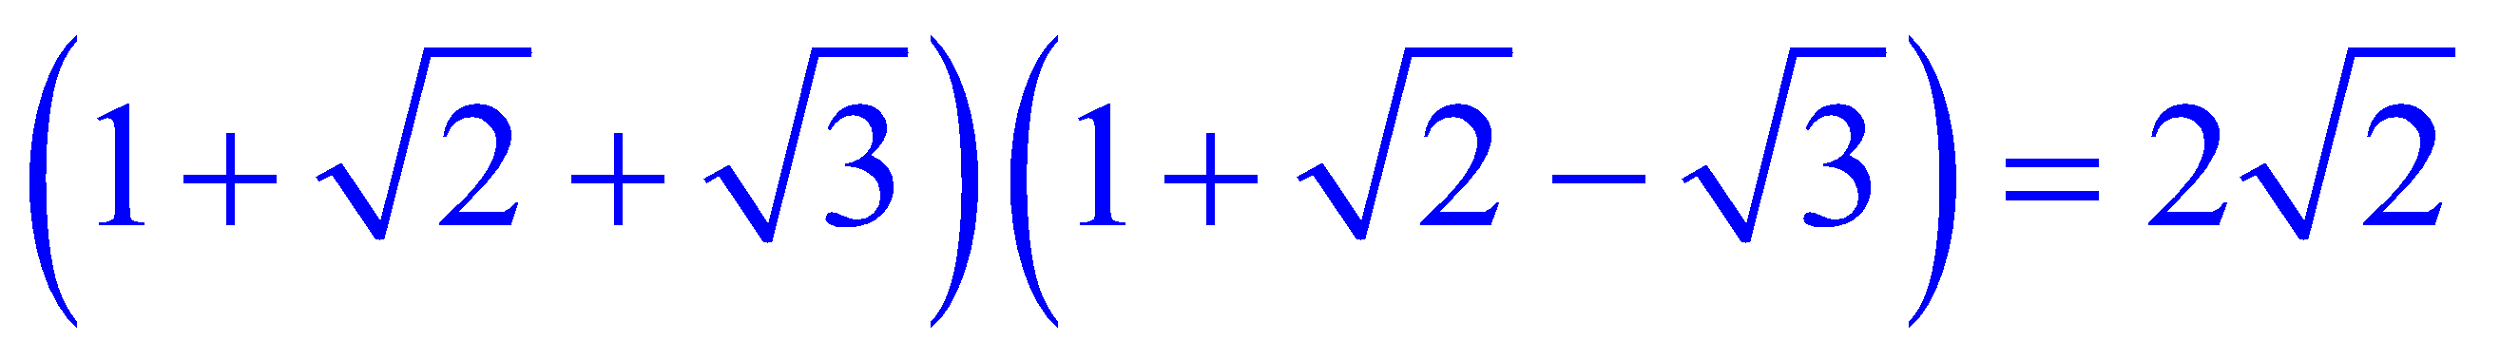 (1 + √2 + √3)(1 + √2 − √3) = 2√2